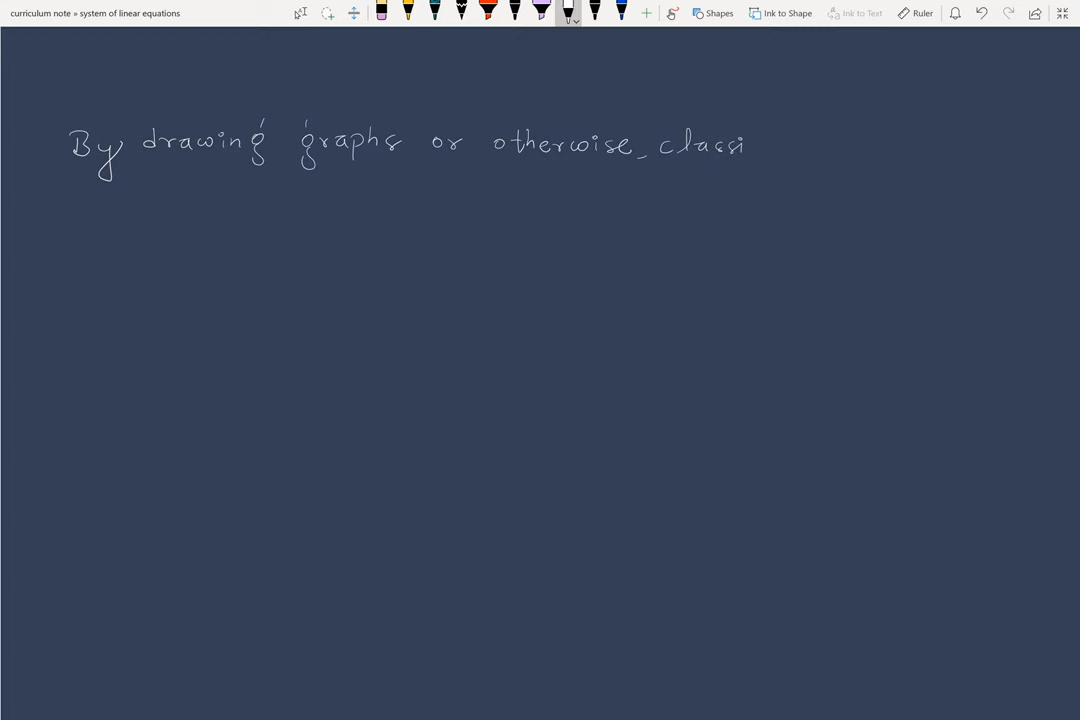 curriculum note » system of linear equations
Shapes
Ink to Shape
Ink to Text
Ruler
By drawing graphs or otherwise, classi